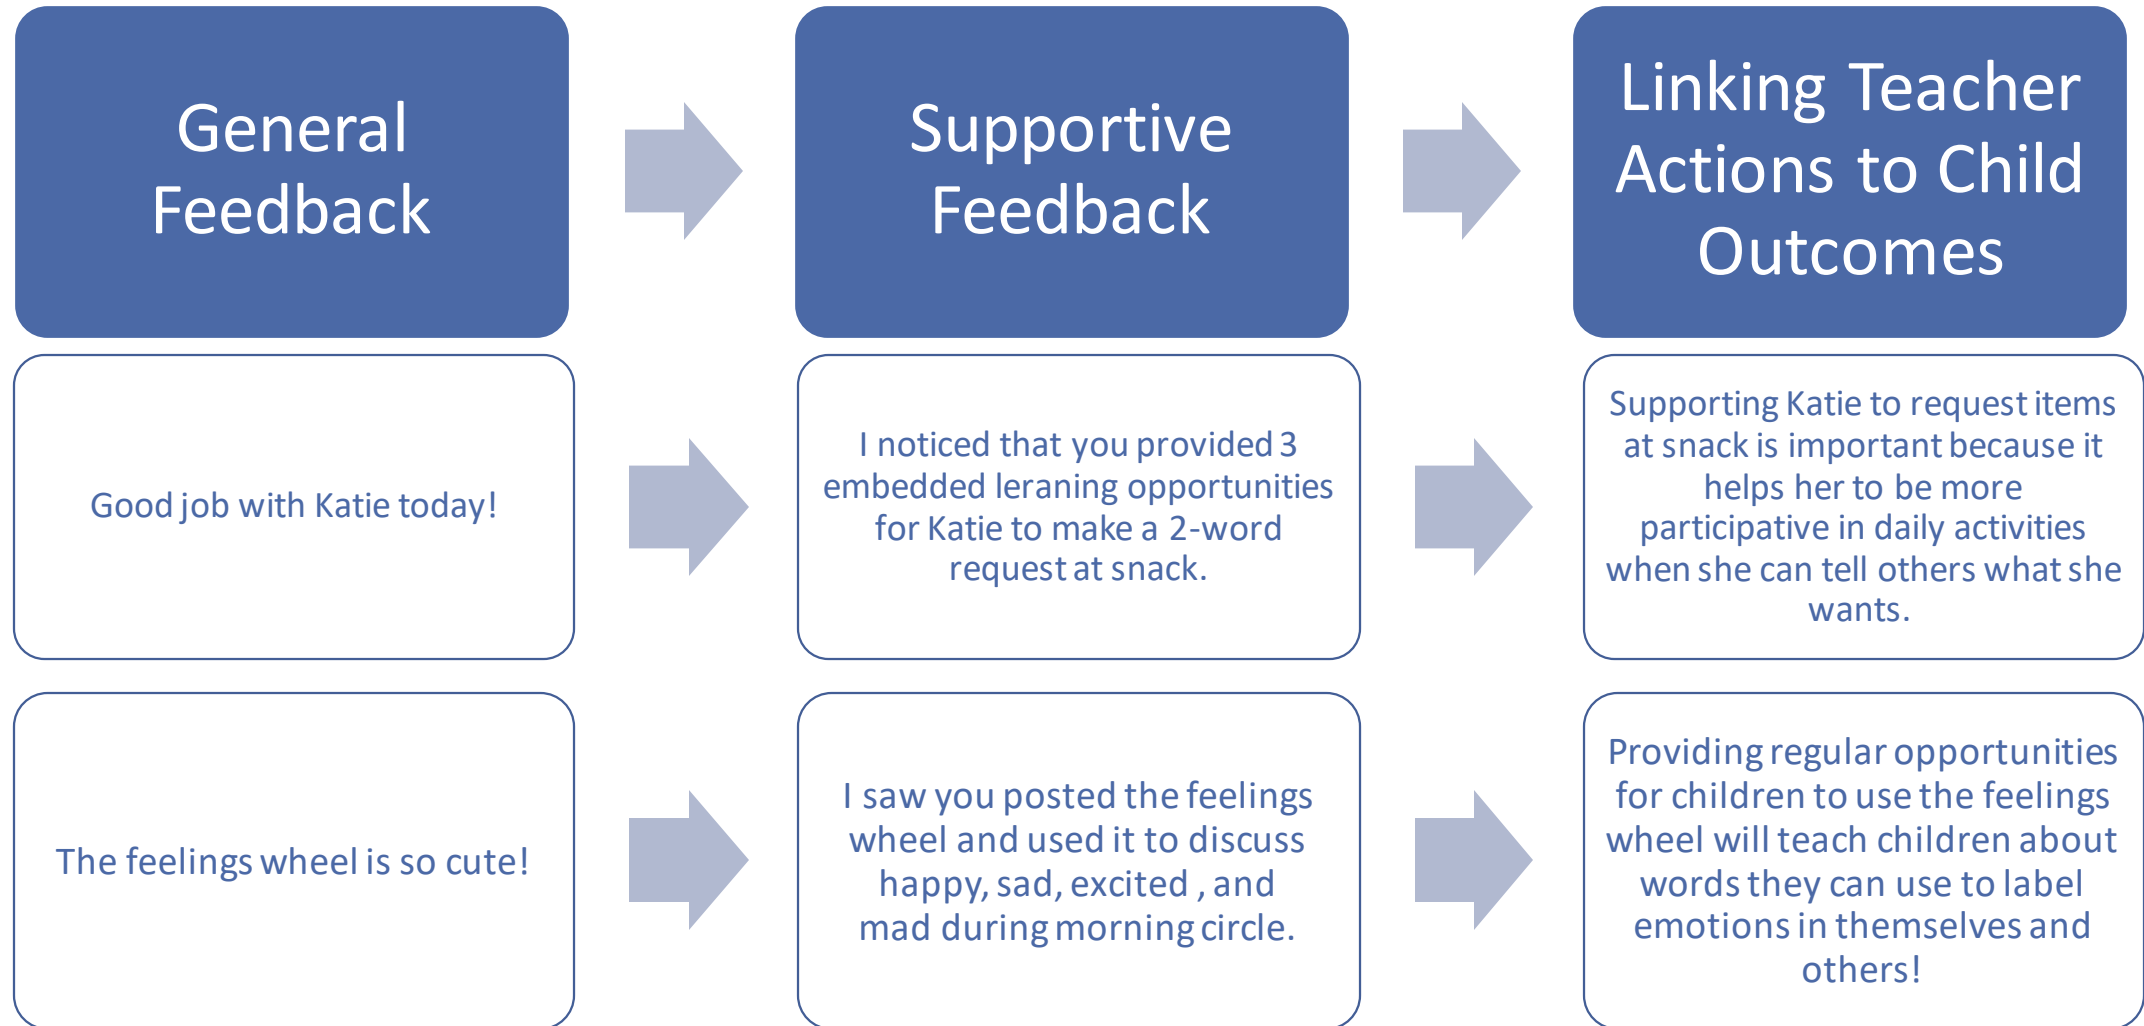 General
Feedback
Supportive
Feedback
Linking Teacher
Actions to Child
Outcomes
Good job with Katie today!
I noticed that you provided 3
embedded leraning opportunities
for Katie to make a 2-word
request at snack.
Supporting Katie to request items
at snack is important because it
helps her to be more
participative in daily activities
when she can tell others what she
wants.
The feelings wheel is so cute!
I saw you posted the feelings
wheel and used it to discuss
happy, sad, excited , and
mad during morning circle.
Providing regular opportunities
for children to use the feelings
wheel will teach children about
words they can use to label
emotions in themselves and
others!